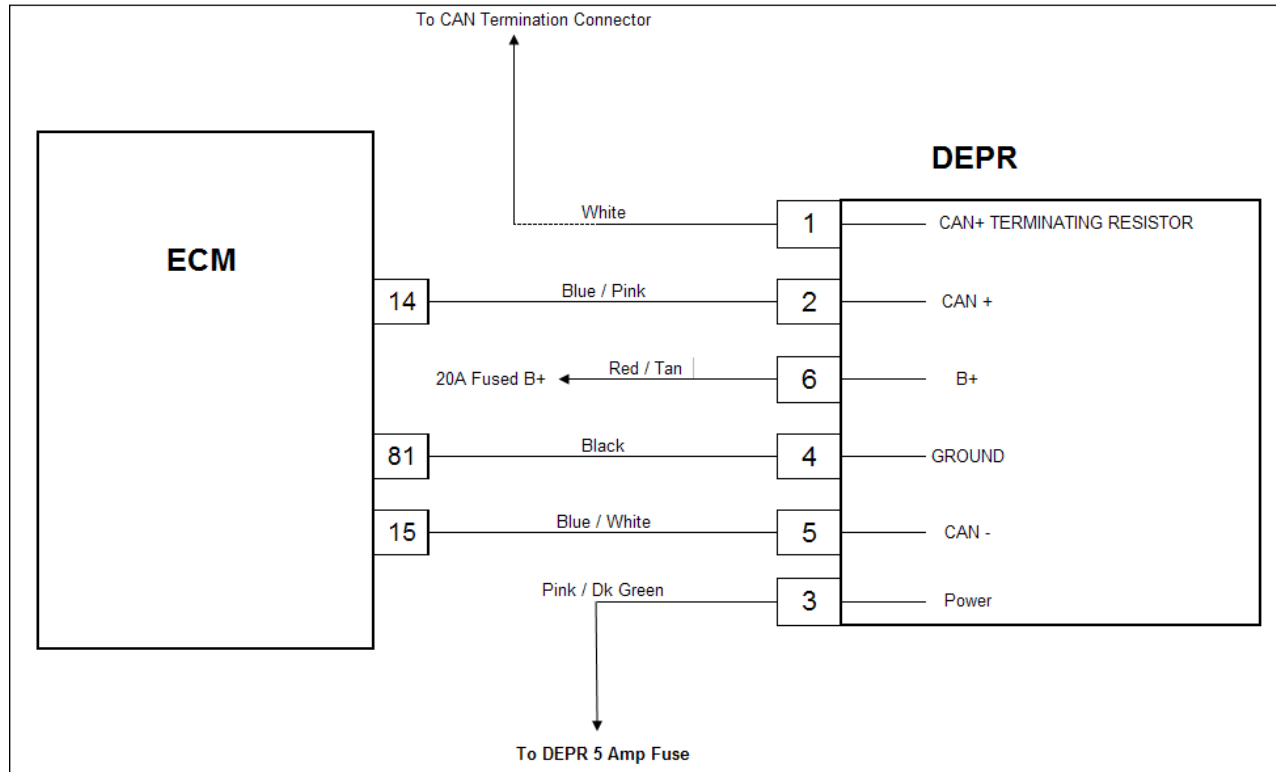 To CAN Termination Connector
DEPR
ECM
White
1
CAN+ TERMINATING RESISTOR
14
Blue / Pink
2
CAN +
20A Fused B+
Red / Tan
6
B+
81
Black
4
GROUND
15
Blue / White
5
CAN -
Pink / Dk Green
3
Power
To DEPR 5 Amp Fuse